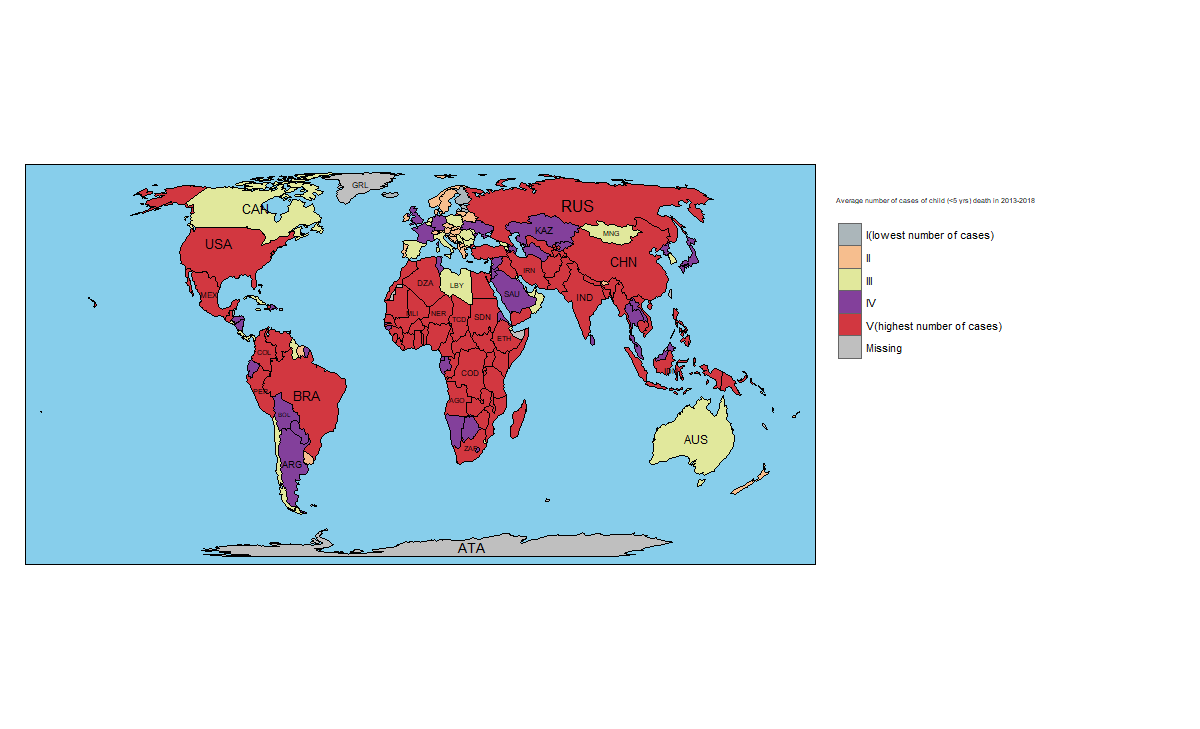 Average number of cases of child (<5 yrs) death in 2013-2018
I(lowest number of cases)
II
III
IV
V(highest number of cases)
Missing
GRL
CAN
RUS
USA
KAZ
MNG
CHN
IRN
MEX
DZA
LBY
SAU
IND
MLI
NER
TCD
SDN
ETH
COL
COD
PER
BRA
AGO
BOL
AUS
ARG
ZAF
ATA